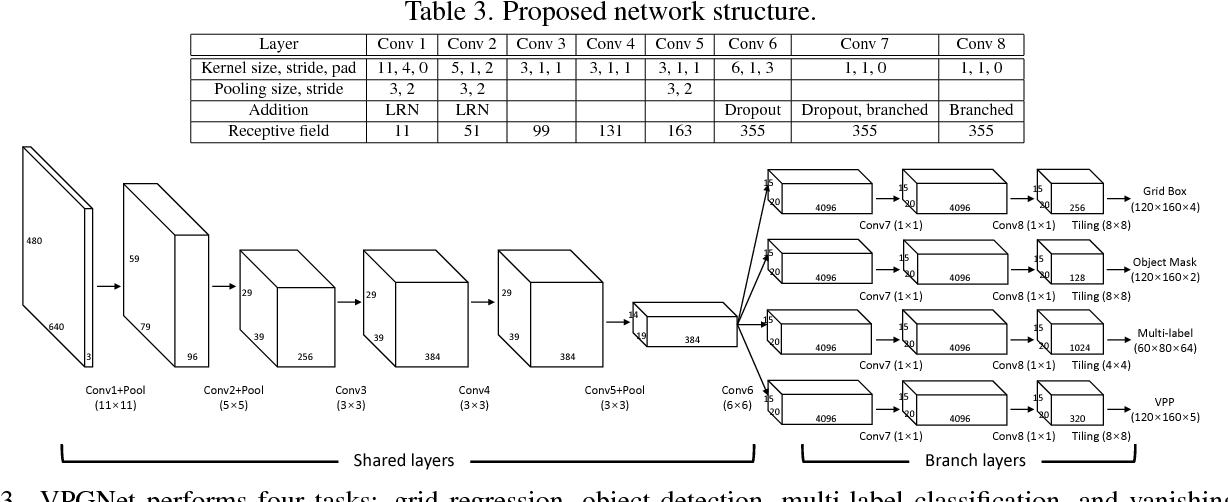 Table 3. Proposed network structure.
Layer Conv 1 Conv 2 Conv 3 Conv 4 Conv 5 Conv 6 Conv 7 Conv 8
Kernel size, stride, pad 11, 4, 0 5, 1, 2 3, 1, 1 3, 1, 1 3, 1, 1 6, 1, 3 1, 1, 0 1, 1, 0
Pooling size, stride 3, 2 3, 2 3, 2
Addition LRN LRN Dropout Dropout, branched Branched
Receptive field 11 51 99 131 163 355 355 355
480
640
3
59
79
96
29
39
256
29
39
384
29
39
384
14
19
384
Conv1+Pool
(11×11)
Conv2+Pool
(5×5)
Conv3
(3×3)
Conv4
(3×3)
Conv5+Pool
(3×3)
Conv6
(6×6)
15
20
4096
15
20
4096
15
20
256
Grid Box
(120×160×4)
Conv7 (1×1)
Conv8 (1×1)
Tiling (8×8)
15
20
4096
15
20
4096
15
20
128
Object Mask
(120×160×2)
Conv7 (1×1)
Conv8 (1×1)
Tiling (8×8)
15
20
4096
15
20
4096
15
20
1024
Multi-label
(60×80×64)
Conv7 (1×1)
Conv8 (1×1)
Tiling (4×4)
15
20
4096
15
20
4096
15
20
320
VPP
(120×160×5)
Conv7 (1×1)
Conv8 (1×1)
Tiling (8×8)
Shared layers
Branch layers
3. VPGNet performs four tasks: grid regression, object detection, multi-label classification, and vanishing